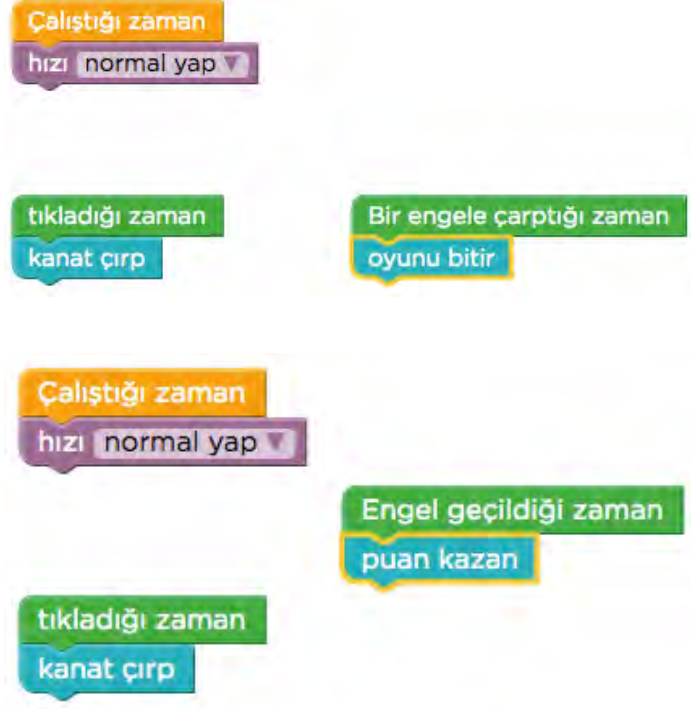 Çalıştığı zaman
hızı normal yap
tıkladığı zaman
kanat çırp
Bir engele çarptığı zaman
oyunu bitir
Çalıştığı zaman
hızı normal yap
Engel geçildiği zaman
puan kazan
tıkladığı zaman
kanat çırp